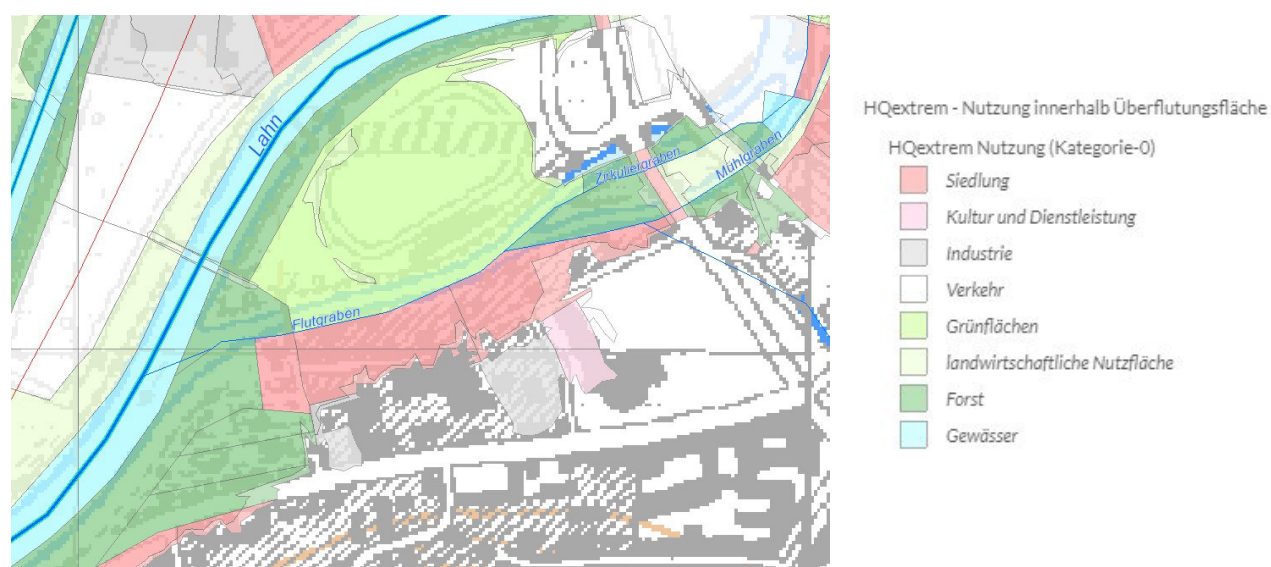 Lahn
Zirkubergraben
Mühlgraben
Flutgraben
HQextrem - Nutzung innerhalb Überflutungsfläche
HQextrem Nutzung (Kategorie-0)
Siedlung
Kultur und Dienstleistung
Industrie
Verkehr
Grünflächen
landwirtschaftliche Nutzfläche
Forst
Gewässer